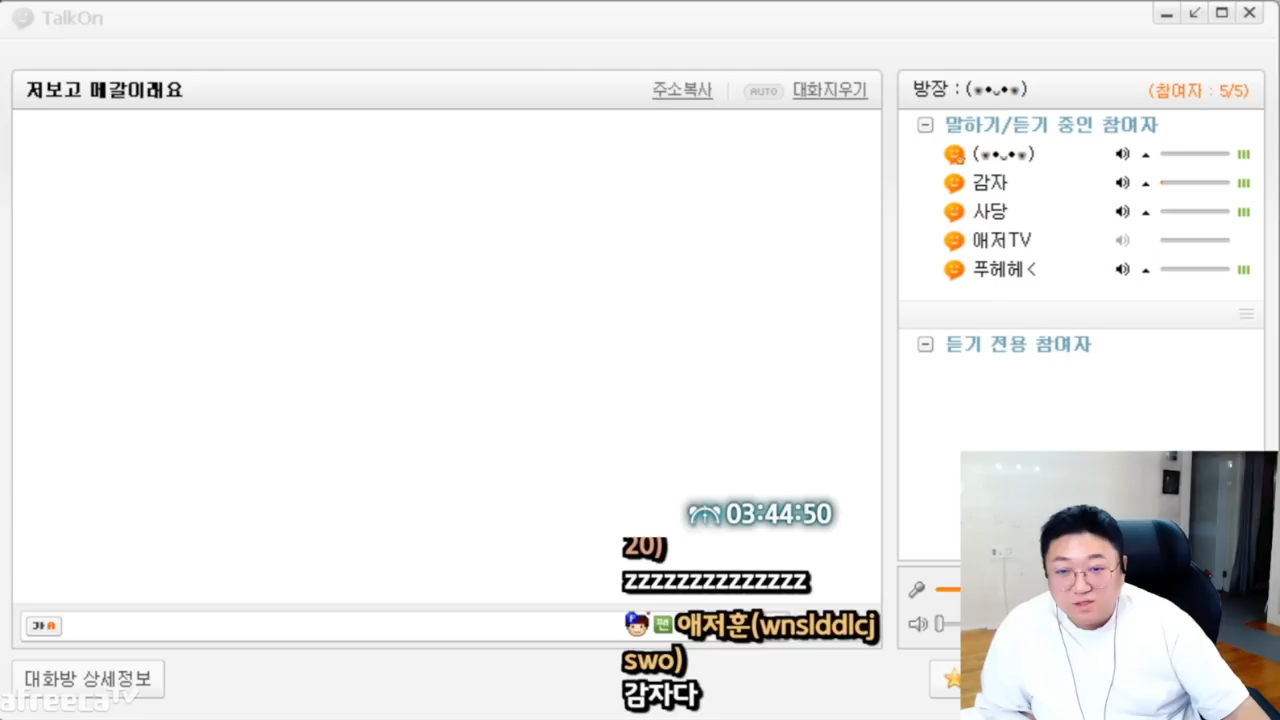 TalkOn
저보고 메갈이래요
주소복사
AUTO
대화지우기
방장 : (◉•ᴗ•◉)
(참여자 : 5/5)
말하기/듣기 중인 참여자
(◉•ᴗ•◉)
감자
사당
애저TV
푸헤헤<
듣기 전용 참여자
03:44:50
20)
zzzzzzzzzzzzzz
팬 애저훈(wnslddlcj
swo)
감자다
가
대화방 상세정보
afreecaTV